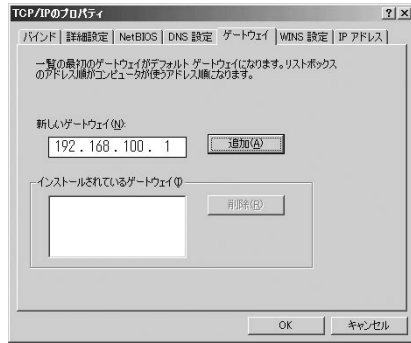 TCP/IPのプロパティ
バインド 詳細設定 NetBIOS DNS 設定 ゲートウェイ WINS 設定 IP アドレス
一覧の最初のゲートウェイがデフォルト ゲートウェイになります。リストボックス
のアドレス順がコンピュータが使うアドレス順になります。
新しいゲートウェイ(N):
192 . 168 . 100 . 1 追加(A)
インストールされているゲートウェイ(I)
削除(R)
OK キャンセル